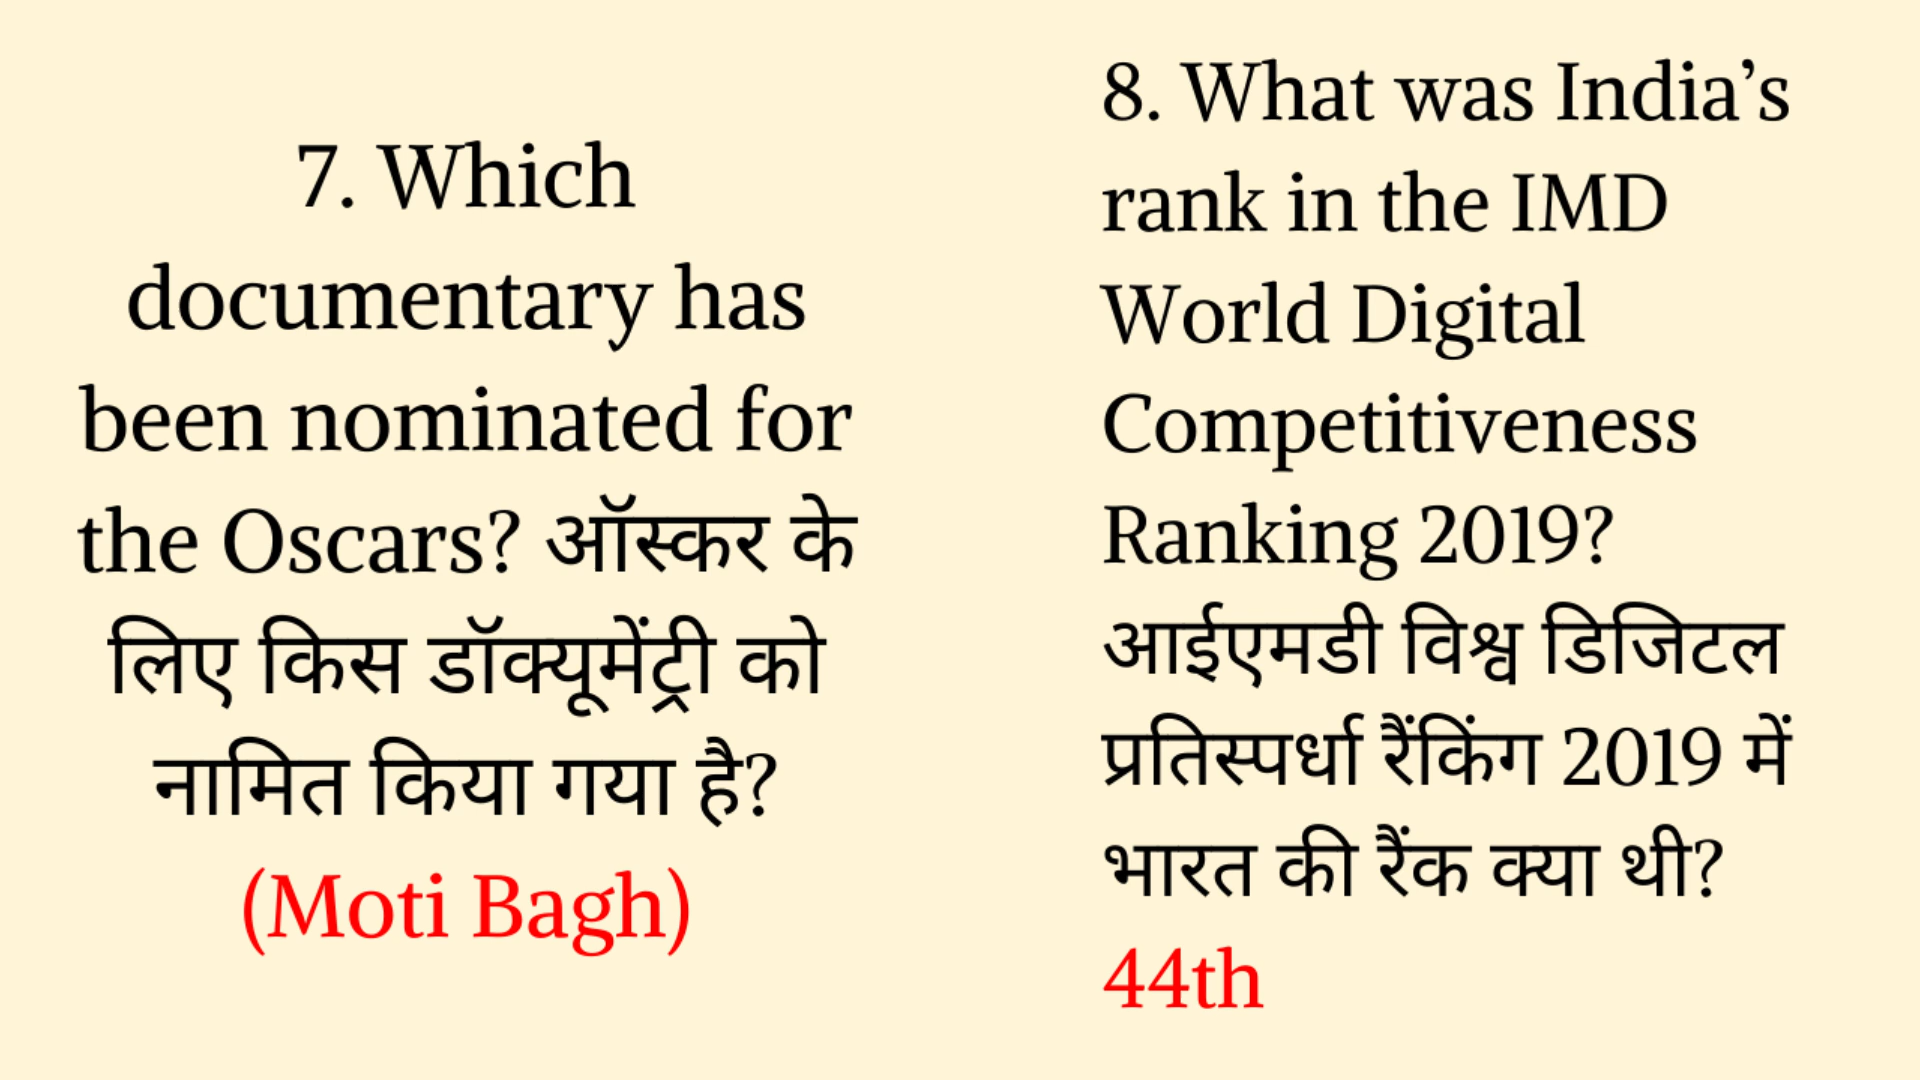 7. Which
documentary has
been nominated for
the Oscars? ऑस्कर के
लिए किस डॉक्यूमेंट्री को
नामित किया गया है?
(Moti Bagh)
8. What was India’s
rank in the IMD
World Digital
Competitiveness
Ranking 2019?
आईएमडी विश्व डिजिटल
प्रतिस्पर्धा रैंकिंग 2019 में
भारत की रैंक क्या थी?
44th